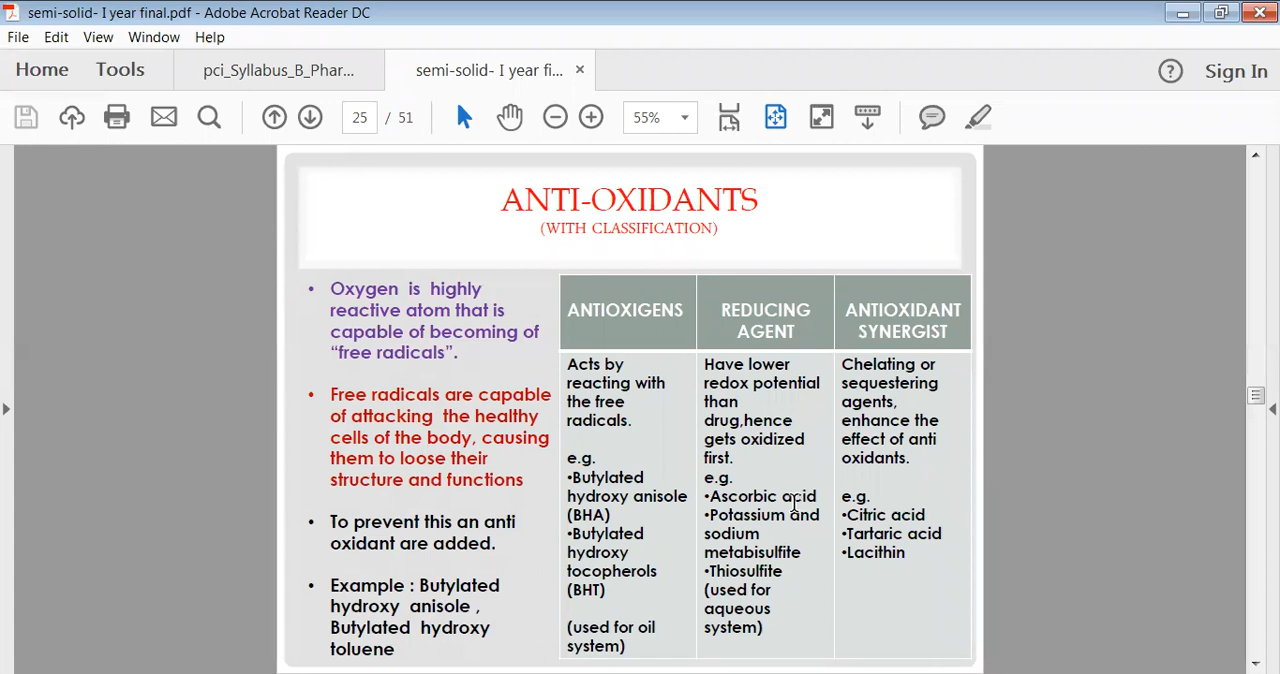 semi-solid- I year final.pdf - Adobe Acrobat Reader DC
File Edit View Window Help
Home Tools pci_Syllabus_B_Phar... semi-solid- I year fi... ×
? Sign In
25 / 51 55%
ANTI-OXIDANTS
(WITH CLASSIFICATION)
• Oxygen is highly
reactive atom that is
capable of becoming of
“free radicals”.
• Free radicals are capable
of attacking the healthy
cells of the body, causing
them to loose their
structure and functions
• To prevent this an anti
oxidant are added.
• Example : Butylated
hydroxy anisole ,
Butylated hydroxy
toluene
ANTIOXIGENS
Acts by
reacting with
the free
radicals.
e.g.
•Butylated
hydroxy anisole
(BHA)
•Butylated
hydroxy
tocopherols
(BHT)
(used for oil
system)
REDUCING
AGENT
Have lower
redox potential
than
drug,hence
gets oxidized
first.
e.g.
•Ascorbic acid
•Potassium and
sodium
metabisulfite
•Thiosulfite
(used for
aqueous
system)
ANTIOXIDANT
SYNERGIST
Chelating or
sequestering
agents,
enhance the
effect of anti
oxidants.
e.g.
•Citric acid
•Tartaric acid
•Lacithin